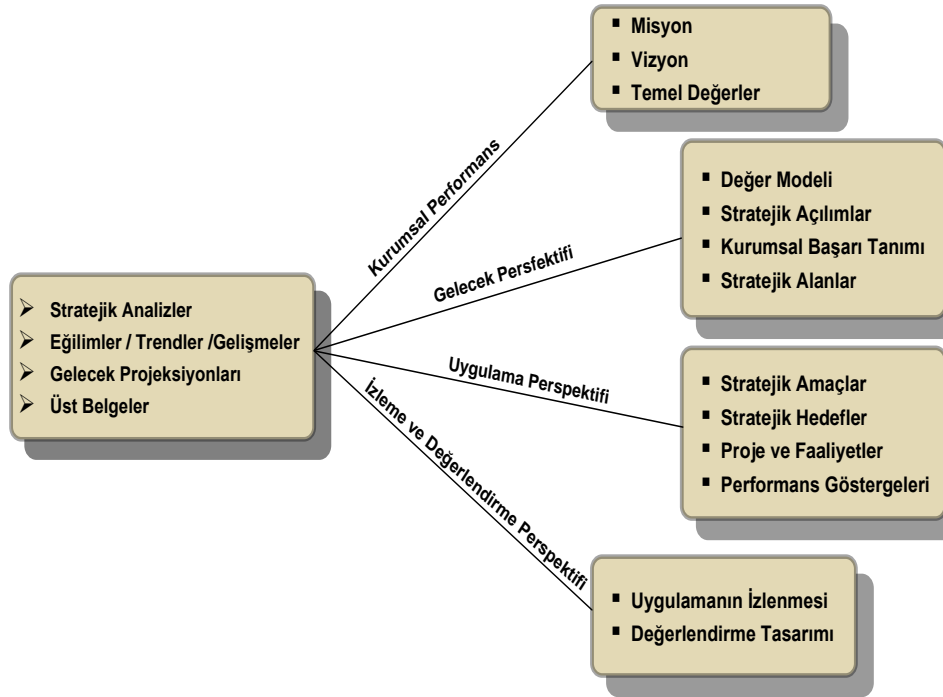 Misyon
Vizyon
Temel Değerler
Kurumsal Performans
Değer Modeli
Stratejik Açılımlar
Kurumsal Başarı Tanımı
Stratejik Alanlar
Gelecek Persfektifi
Stratejik Analizler
Eğilimler / Trendler /Gelişmeler
Gelecek Projeksiyonları
Üst Belgeler
Uygulama Perspektifi
Stratejik Amaçlar
Stratejik Hedefler
Proje ve Faaliyetler
Performans Göstergeleri
İzleme ve Değerlendirme Perspektifi
Uygulamanın İzlenmesi
Değerlendirme Tasarımı